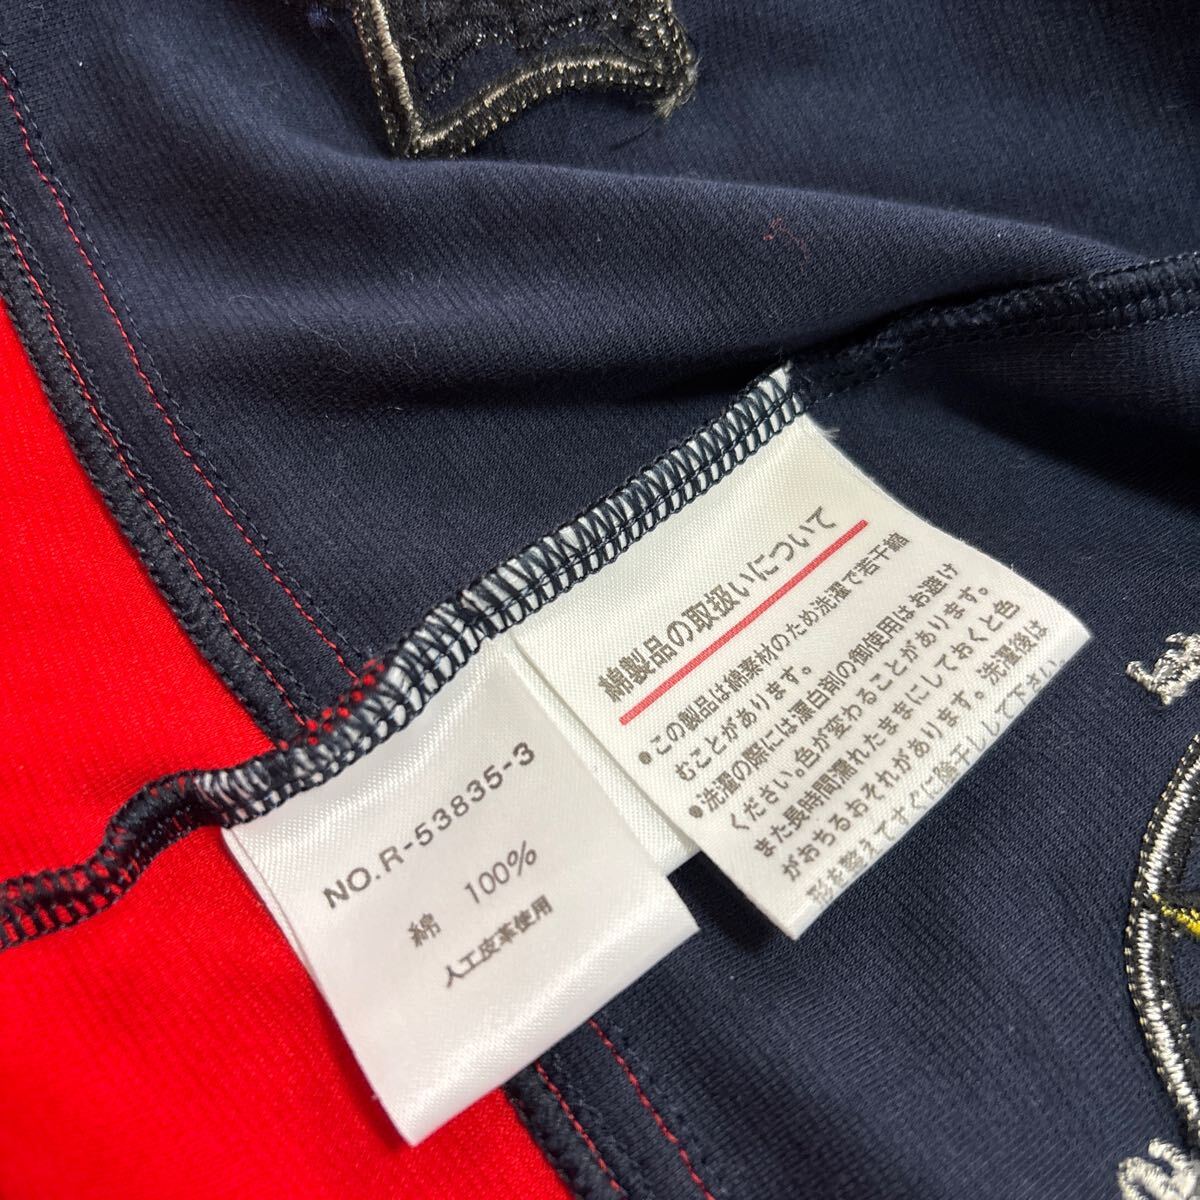 綿製品の取扱いについて
●この製品は綿素材のため洗濯で若干縮
むことがあります。
●洗濯の際には漂白剤の御使用はお避け
ください。色が変わることがあります。
また長時間濡れたままにしておくと色
がおちるおそれがあります。洗濯後は
形を整えてすぐに陰干しして下さい。
NO.R-53835-3
綿 100%
人工皮革使用